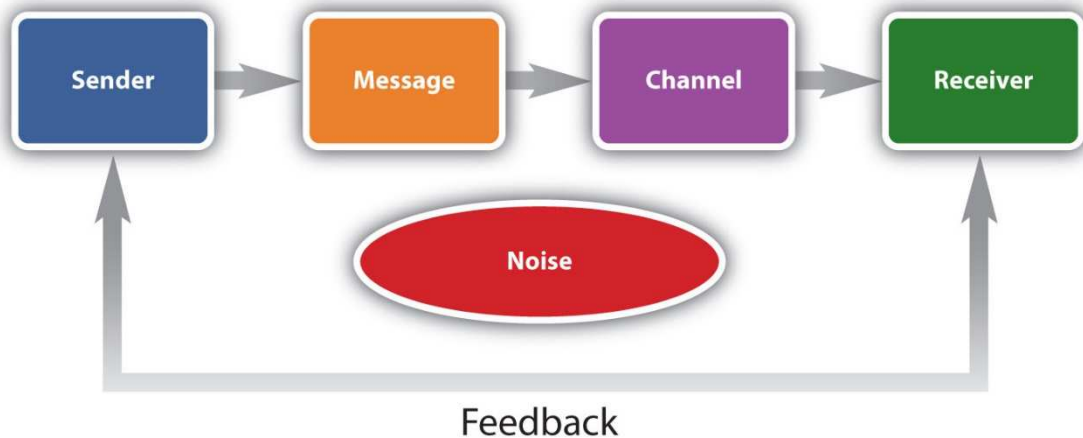 Sender
Message
Channel
Receiver
Noise
Feedback